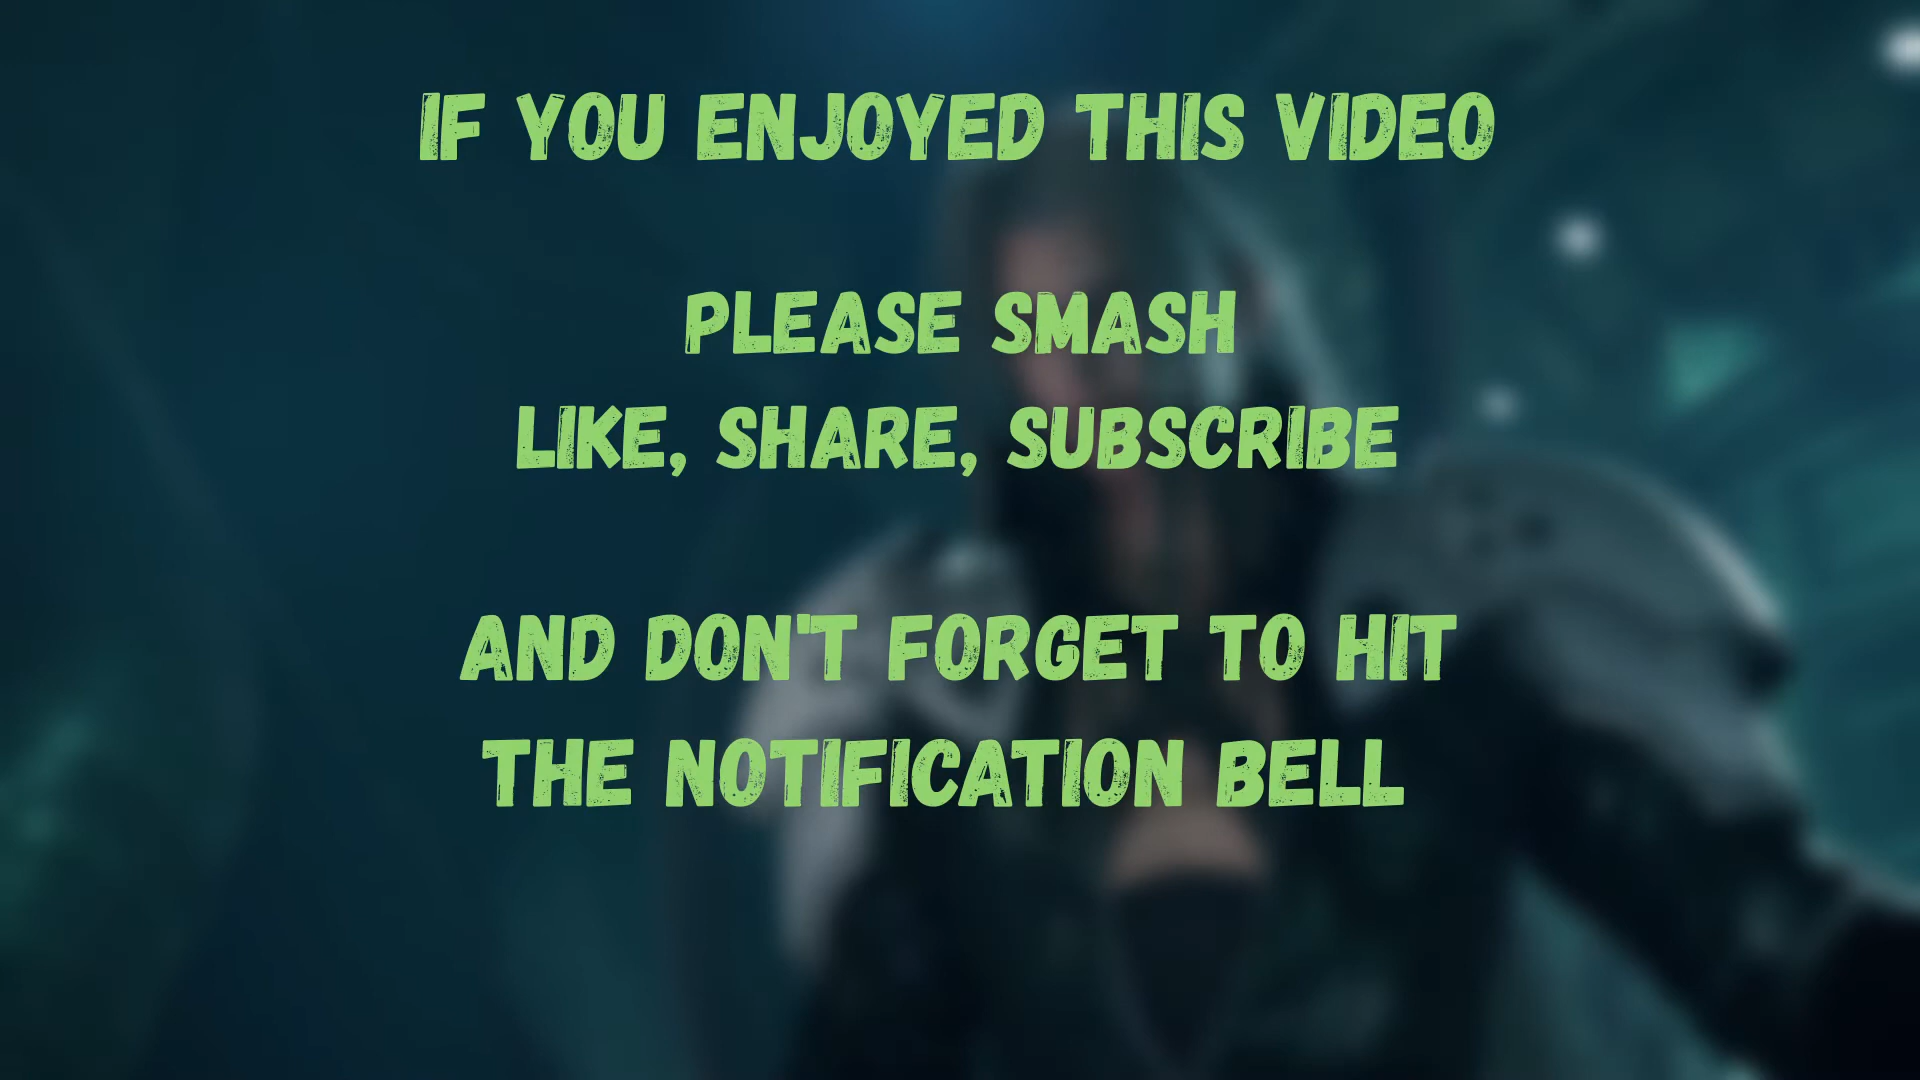 IF YOU ENJOYED THIS VIDEO
PLEASE SMASH
LIKE, SHARE, SUBSCRIBE
AND DON'T FORGET TO HIT
THE NOTIFICATION BELL